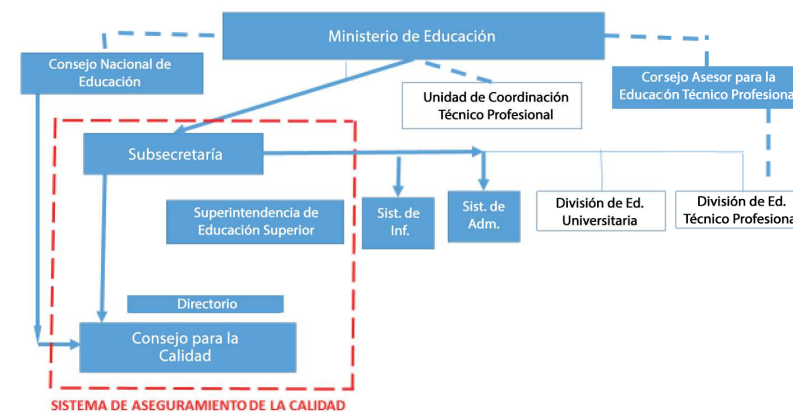 Ministerio de Educación
Consejo Nacional de
Educación
Unidad de Coordinación
Técnico Profesional
Corsejo Asesor para la
Educacón Técnico Profesiona
Subsecretaría
Superintendencia de
Educación Superior
Sist. de
Inf.
Sist. de
Adm.
División de Ed.
Universitaria
División de Ed.
Técnico Profesiona
Directorio
Consejo para la
Calidad
SISTEMA DE ASEGURAMIENTO DE LA CALIDAD